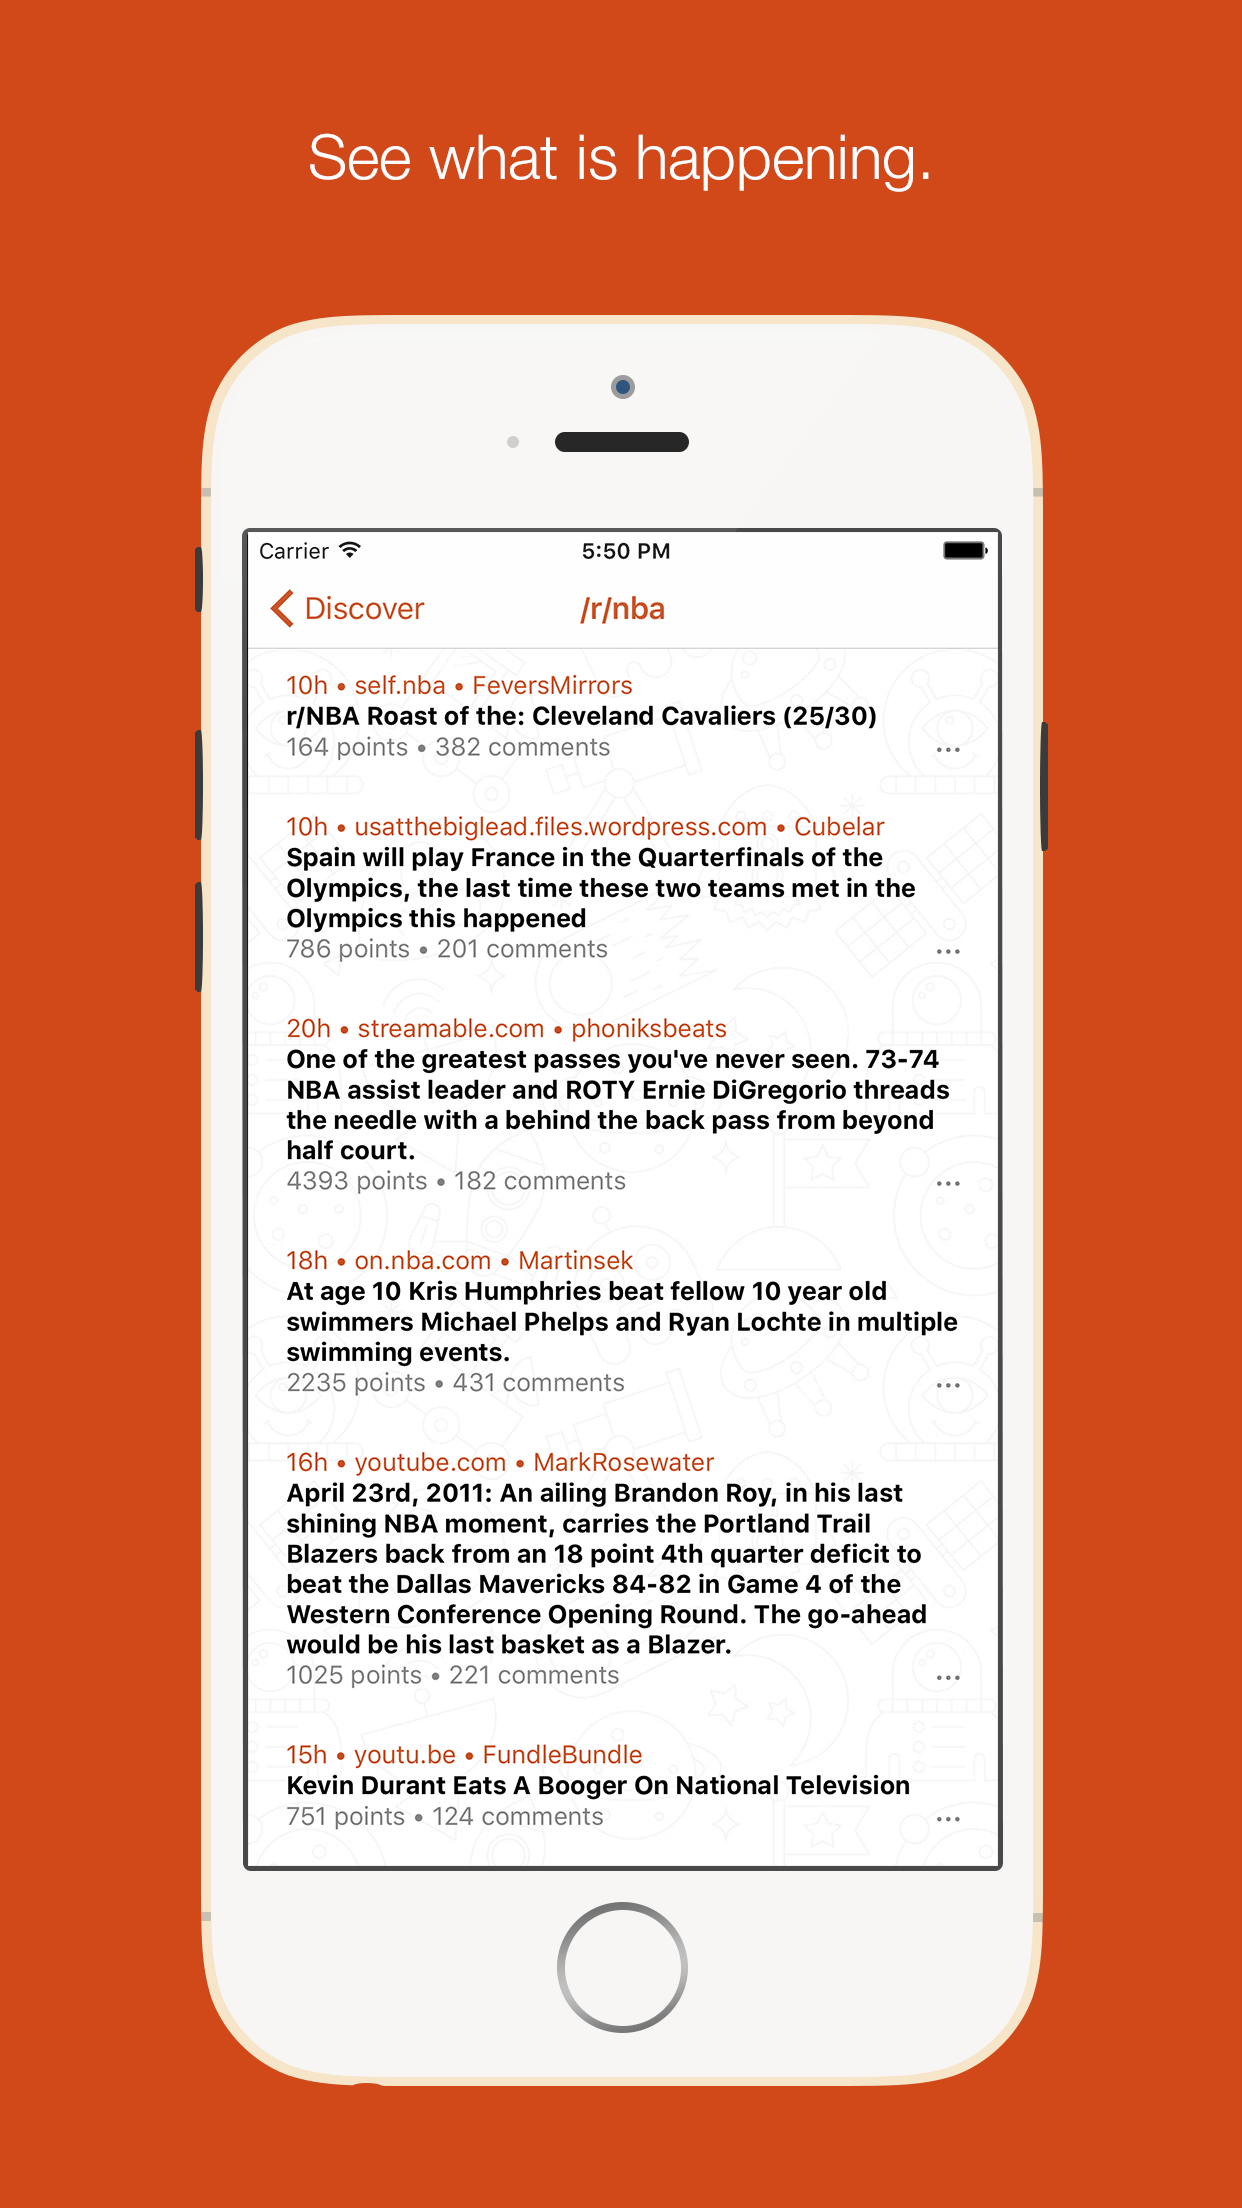 See what is happening.
Carrier 5:50 PM
Discover /r/nba
10h • self.nba • FeversMirrors
r/NBA Roast of the: Cleveland Cavaliers (25/30)
164 points • 382 comments
10h • usatthebiglead.files.wordpress.com • Cubelar
Spain will play France in the Quarterfinals of the
Olympics, the last time these two teams met in the
Olympics this happened
786 points • 201 comments
20h • streamable.com • phoniksbeats
One of the greatest passes you've never seen. 73-74
NBA assist leader and ROTY Ernie DiGregorio threads
the needle with a behind the back pass from beyond
half court.
4393 points • 182 comments
18h • on.nba.com • Martinsek
At age 10 Kris Humphries beat fellow 10 year old
swimmers Michael Phelps and Ryan Lochte in multiple
swimming events.
2235 points • 431 comments
16h • youtube.com • MarkRosewater
April 23rd, 2011: An ailing Brandon Roy, in his last
shining NBA moment, carries the Portland Trail
Blazers back from an 18 point 4th quarter deficit to
beat the Dallas Mavericks 84-82 in Game 4 of the
Western Conference Opening Round. The go-ahead
would be his last basket as a Blazer.
1025 points • 221 comments
15h • youtu.be • FundleBundle
Kevin Durant Eats A Booger On National Television
751 points • 124 comments